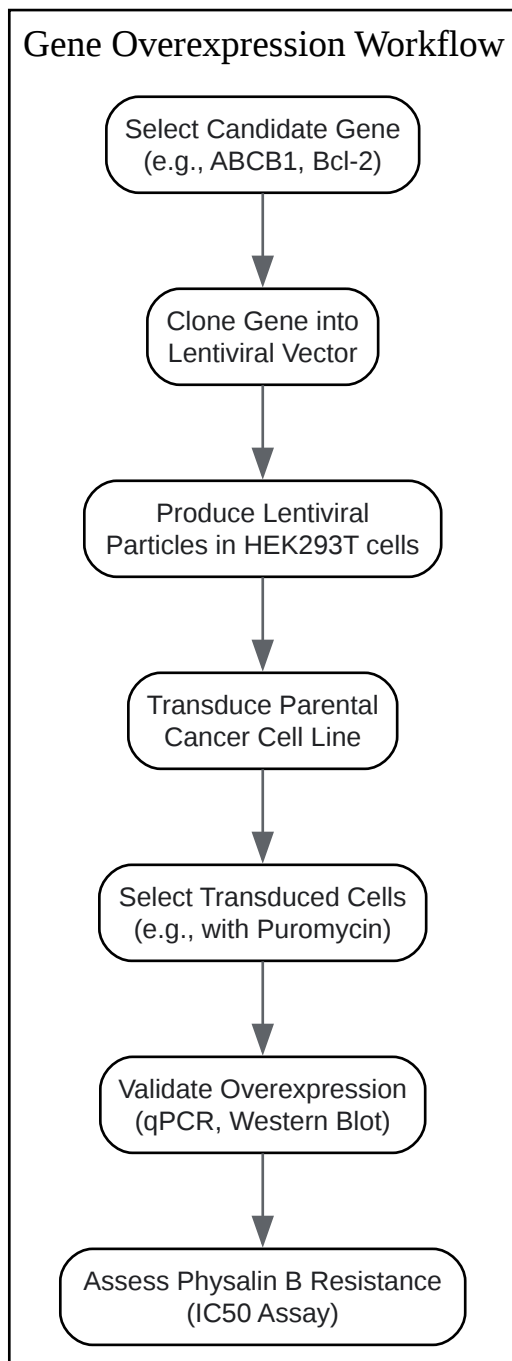 Gene Overexpression Workflow
Select Candidate Gene
(e.g., ABCB1, Bcl-2)
Clone Gene into
Lentiviral Vector
Produce Lentiviral
Particles in HEK293T cells
Transduce Parental
Cancer Cell Line
Select Transduced Cells
(e.g., with Puromycin)
Validate Overexpression
(qPCR, Western Blot)
Assess Physalin B Resistance
(IC50 Assay)